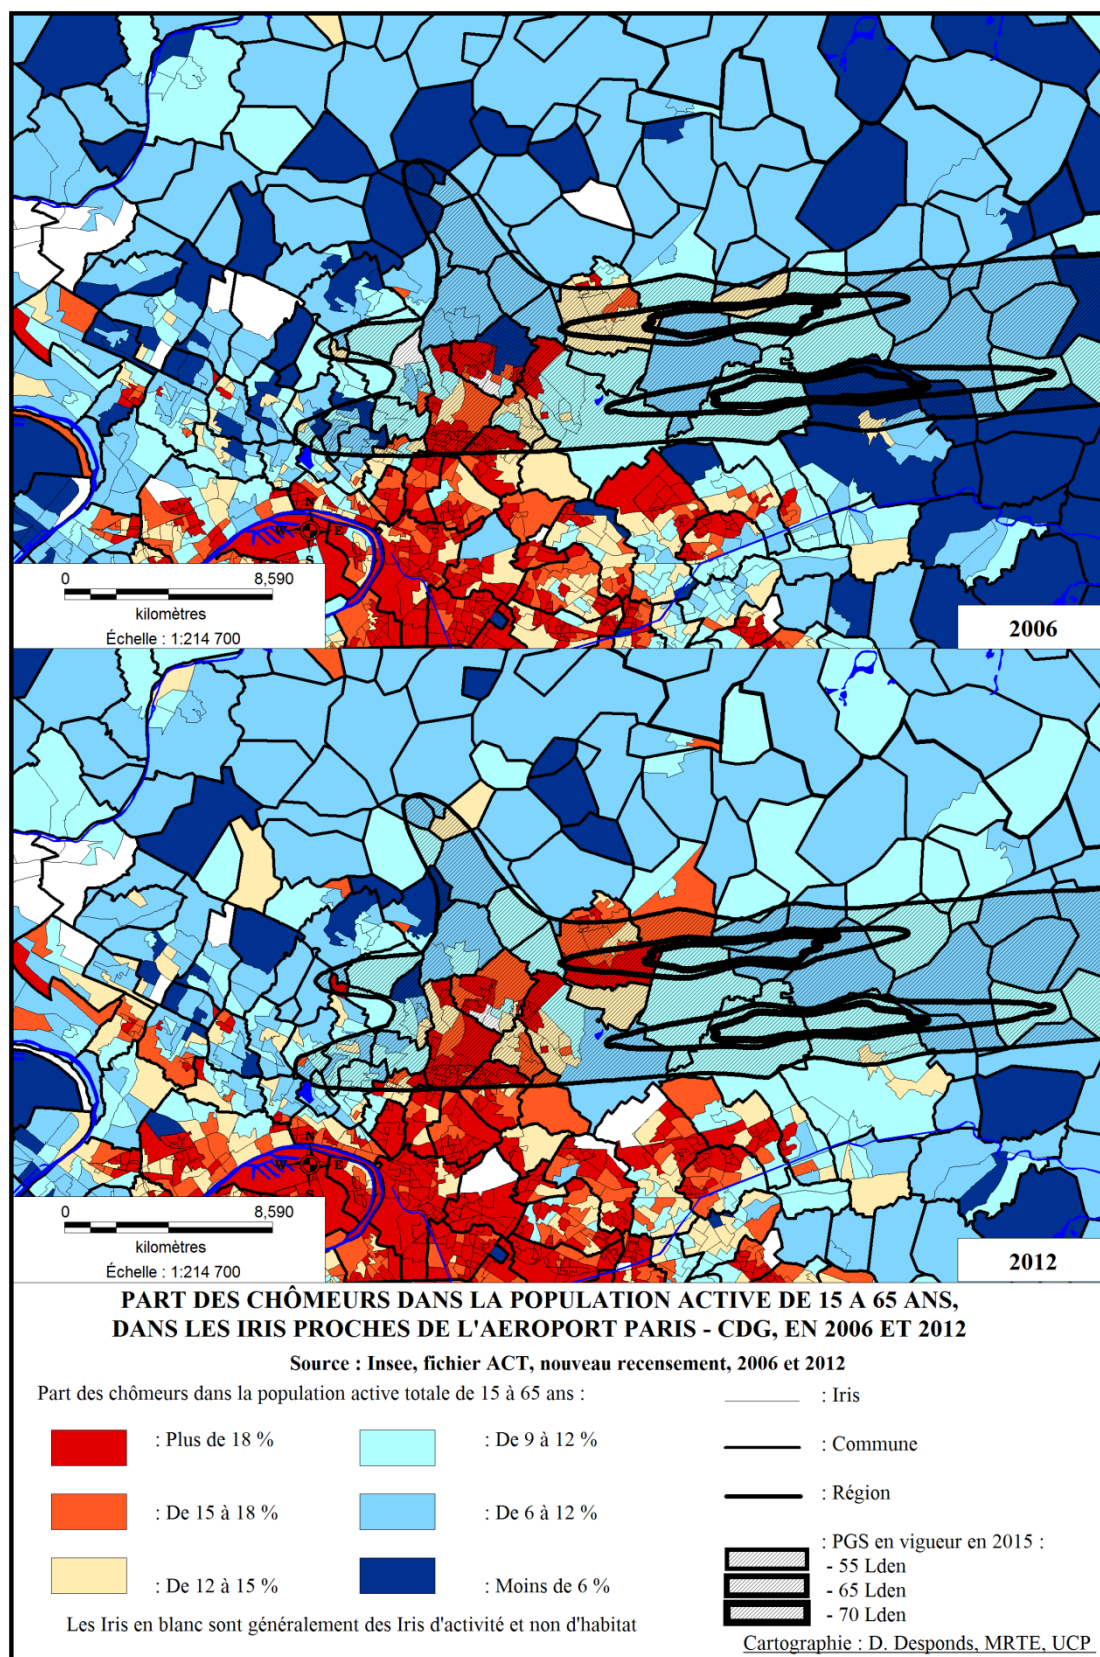 N
W E
S
0 8,590
kilomètres
Échelle : 1:214 700
2006
N
W E
S
0 8,590
kilomètres
Échelle : 1:214 700
2012
PART DES CHÔMEURS DANS LA POPULATION ACTIVE DE 15 A 65 ANS,
DANS LES IRIS PROCHES DE L'AEROPORT PARIS - CDG, EN 2006 ET 2012
Source : Insee, fichier ACT, nouveau recensement, 2006 et 2012
Part des chômeurs dans la population active totale de 15 à 65 ans :
: Plus de 18 %
: De 15 à 18 %
: De 12 à 15 %
: De 9 à 12 %
: De 6 à 12 %
: Moins de 6 %
: Iris
: Commune
: Région
: PGS en vigueur en 2015 :
- 55 Lden
- 65 Lden
- 70 Lden
Les Iris en blanc sont généralement des Iris d'activité et non d'habitat
Cartographie : D. Desponds, MRTE, UCP